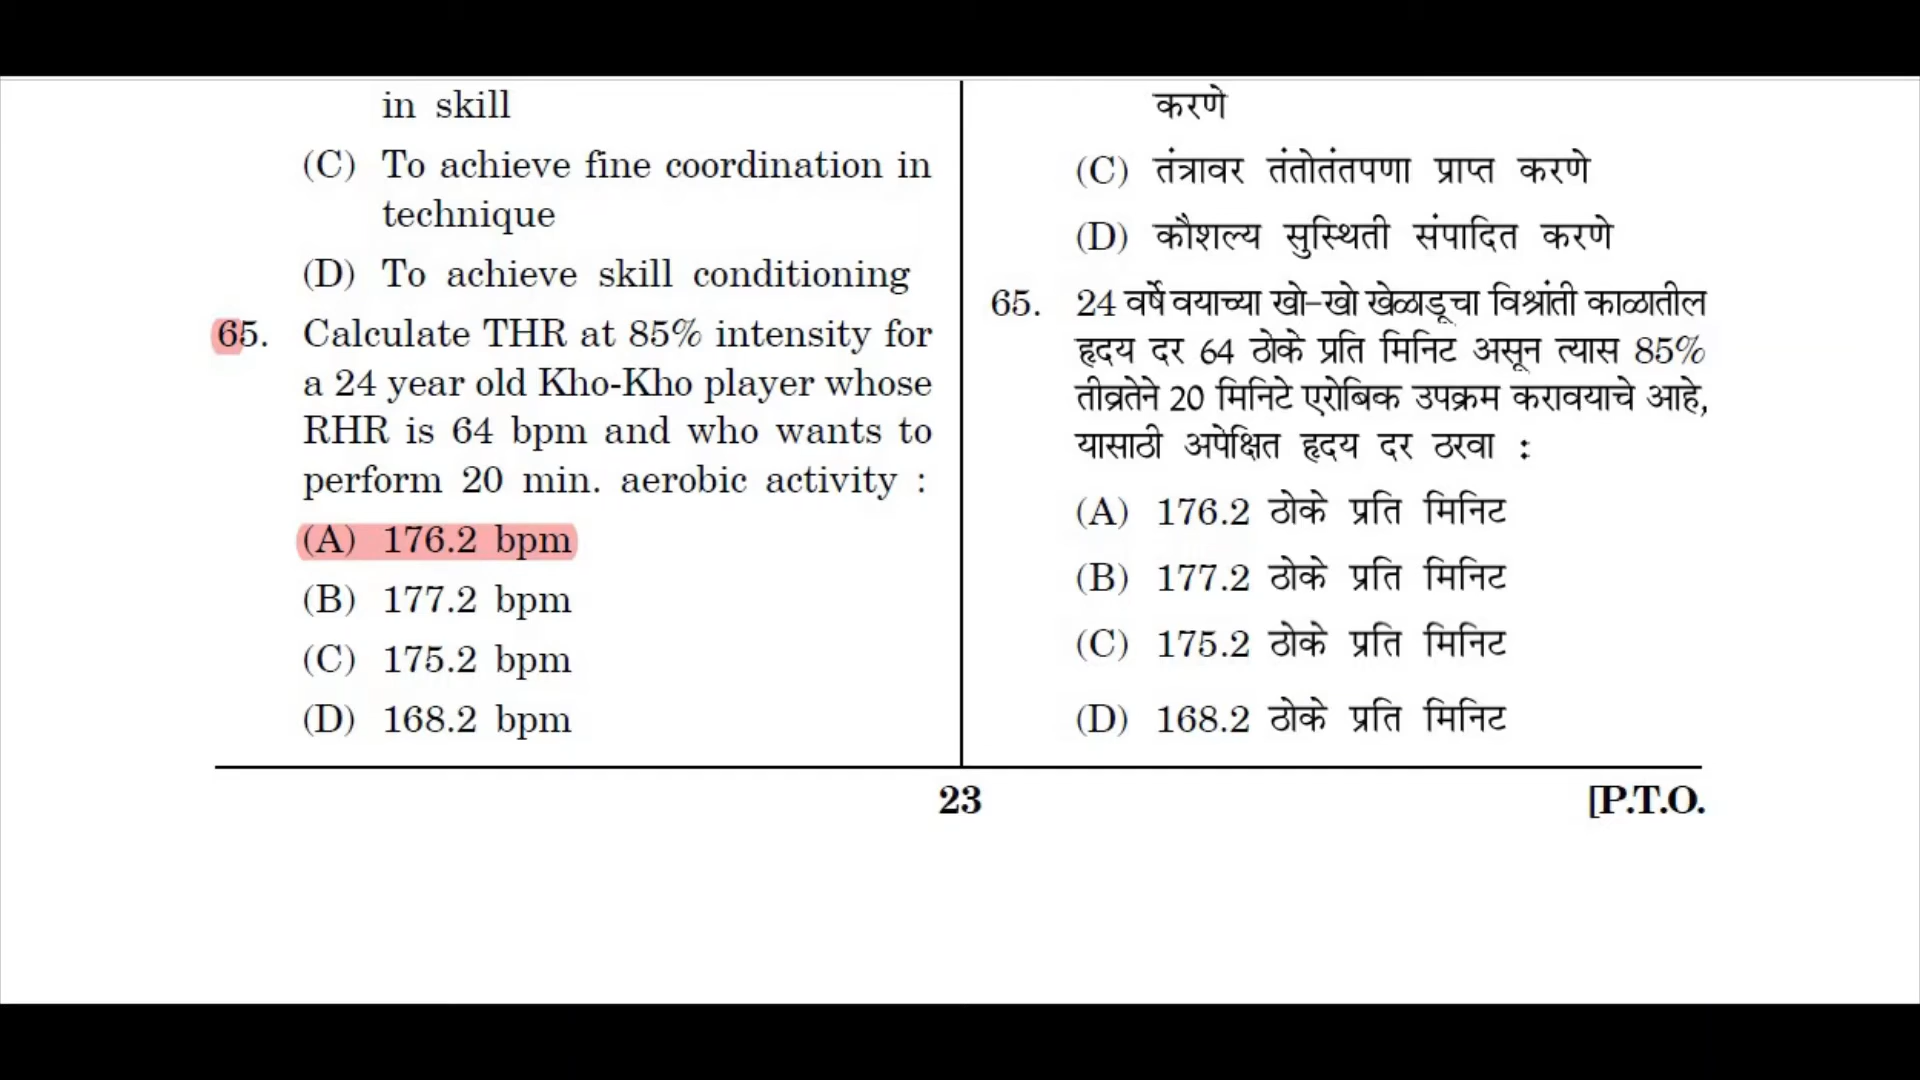 in skill
(C) To achieve fine coordination in
technique
(D) To achieve skill conditioning
65. Calculate THR at 85% intensity for
a 24 year old Kho-Kho player whose
RHR is 64 bpm and who wants to
perform 20 min. aerobic activity :
(A) 176.2 bpm
(B) 177.2 bpm
(C) 175.2 bpm
(D) 168.2 bpm
करणे
(C) तंत्रावर तंतोतंतपणा प्राप्त करणे
(D) कौशल्य सुस्थिती संपादित करणे
65. 24 वर्षे वयाच्या खो-खो खेळाडूचा विश्रांती काळातील
हृदय दर 64 ठोके प्रति मिनिट असून त्यास 85%
तीव्रतेने 20 मिनिटे एरोबिक उपक्रम करावयाचे आहे,
यासाठी अपेक्षित हृदय दर ठरवा :
(A) 176.2 ठोके प्रति मिनिट
(B) 177.2 ठोके प्रति मिनिट
(C) 175.2 ठोके प्रति मिनिट
(D) 168.2 ठोके प्रति मिनिट
23
[P.T.O.